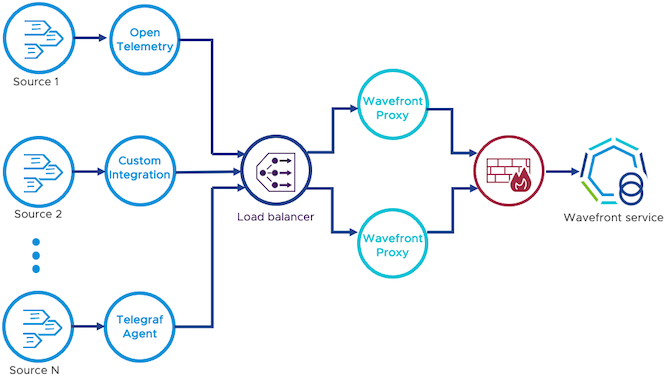 Open
Telemetry
Source 1
Custom
Integration
Source 2
Telegraf
Agent
Source N
Load balancer
Wavefront
Proxy
Wavefront
Proxy
Wavefront service